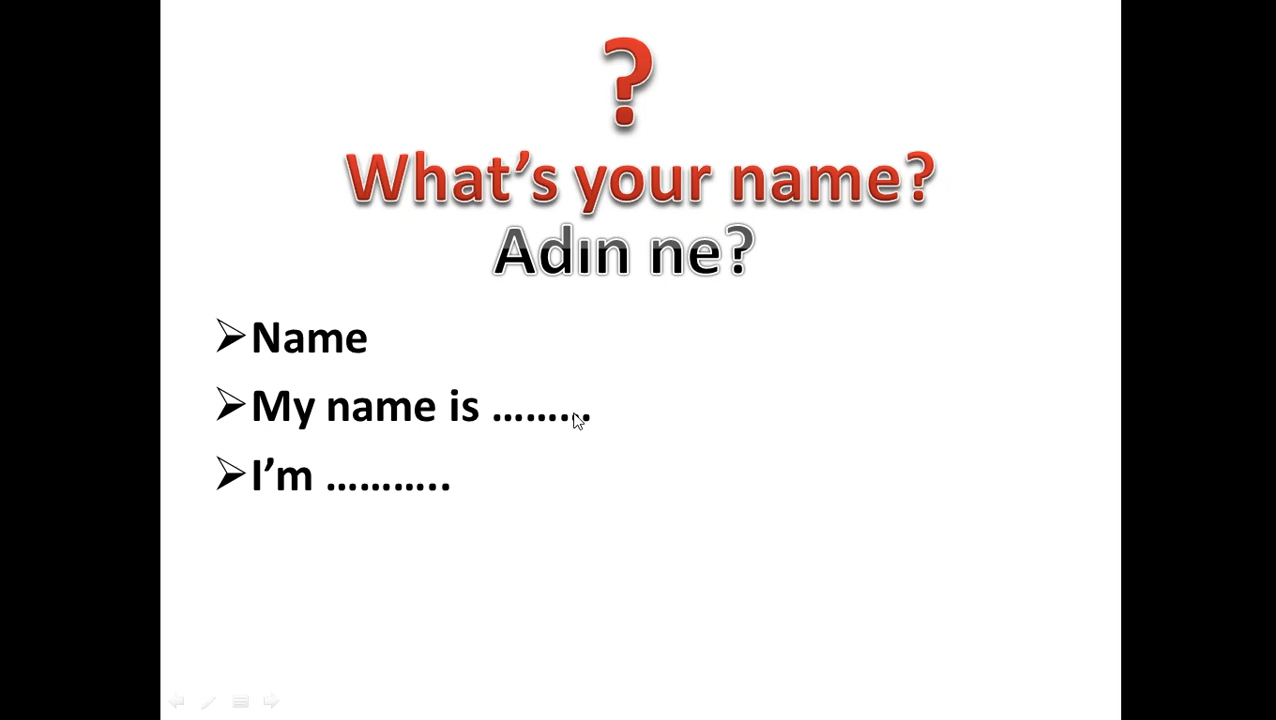 ?
What’s your name?
Adın ne?
➢Name
➢My name is ……...
➢I’m ………..